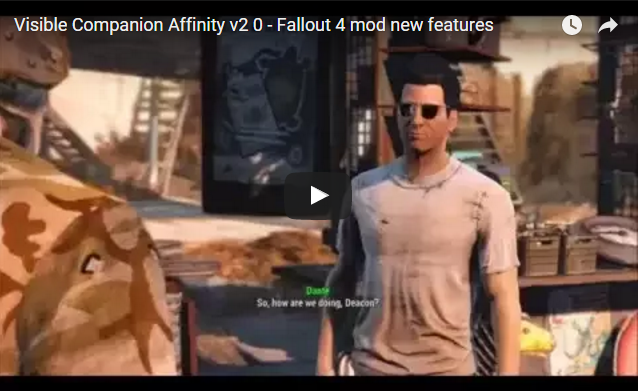 Visible Companion Affinity v2 0 - Fallout 4 mod new features
Dante
So, how are we doing, Deacon?